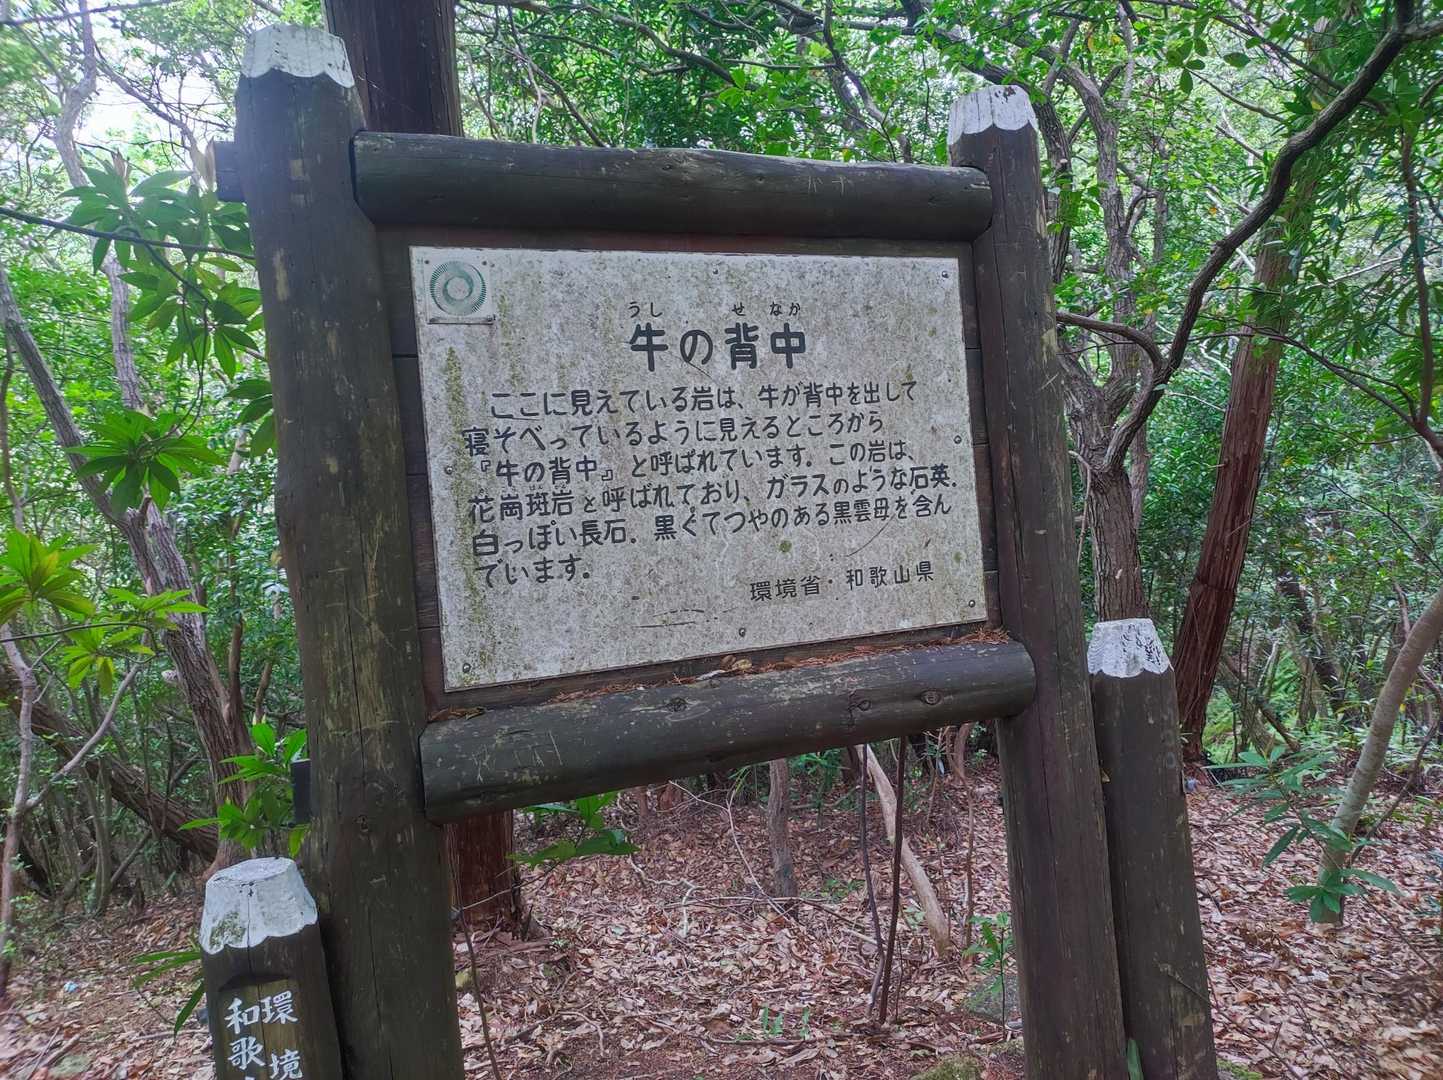 うし せなか
牛の背中
ここに見えている岩は、牛が背中を出して
寝そべっているように見えるところから
『牛の背中』と呼ばれています。この岩は、
花崗斑岩と呼ばれており、ガラスのような石英.
白っぽい長石. 黒くてつやのある黒雲母を含ん
でいます.
環境省・和歌山県
環境
和歌